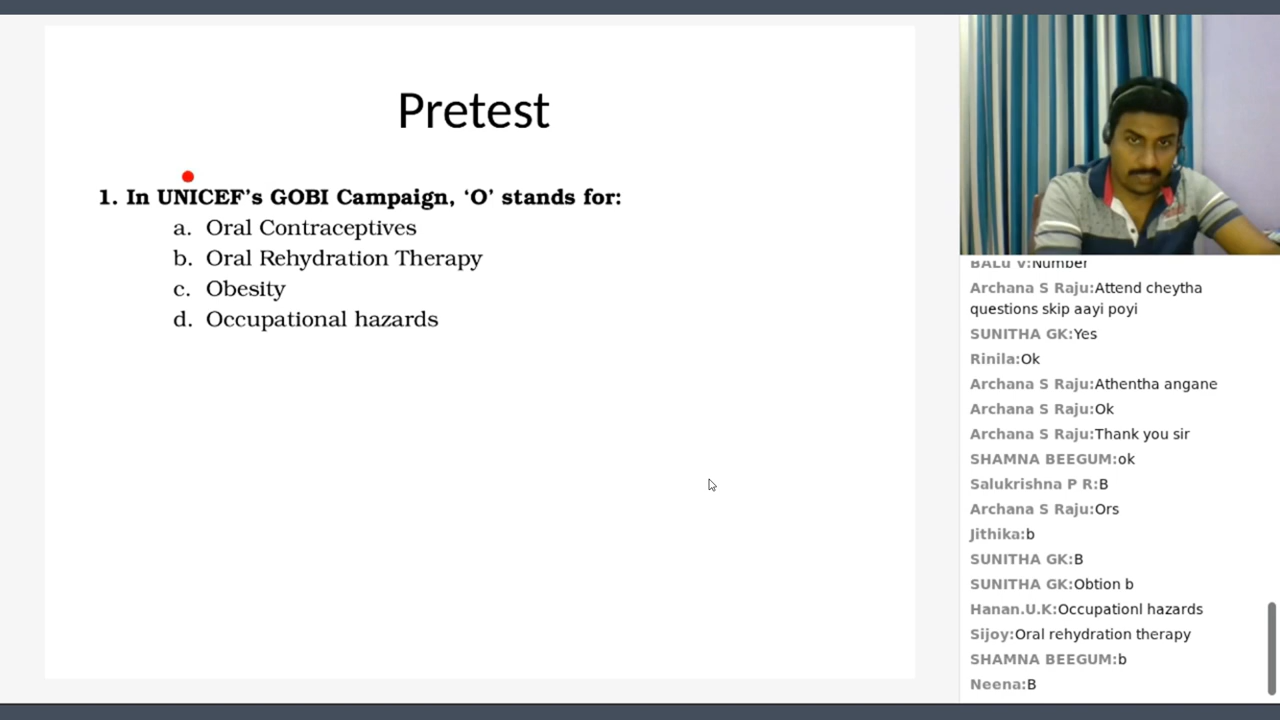 Pretest
1. In UNICEF’s GOBI Campaign, ‘O’ stands for:
a. Oral Contraceptives
b. Oral Rehydration Therapy
c. Obesity
d. Occupational hazards
BALU V:Number
Archana S Raju:Attend cheytha
questions skip aayi poyi
SUNITHA GK:Yes
Rinila:Ok
Archana S Raju:Athentha angane
Archana S Raju:Ok
Archana S Raju:Thank you sir
SHAMNA BEEGUM:ok
Salukrishna P R:B
Archana S Raju:Ors
Jithika:b
SUNITHA GK:B
SUNITHA GK:Obtion b
Hanan.U.K:Occupationl hazards
Sijoy:Oral rehydration therapy
SHAMNA BEEGUM:b
Neena:B